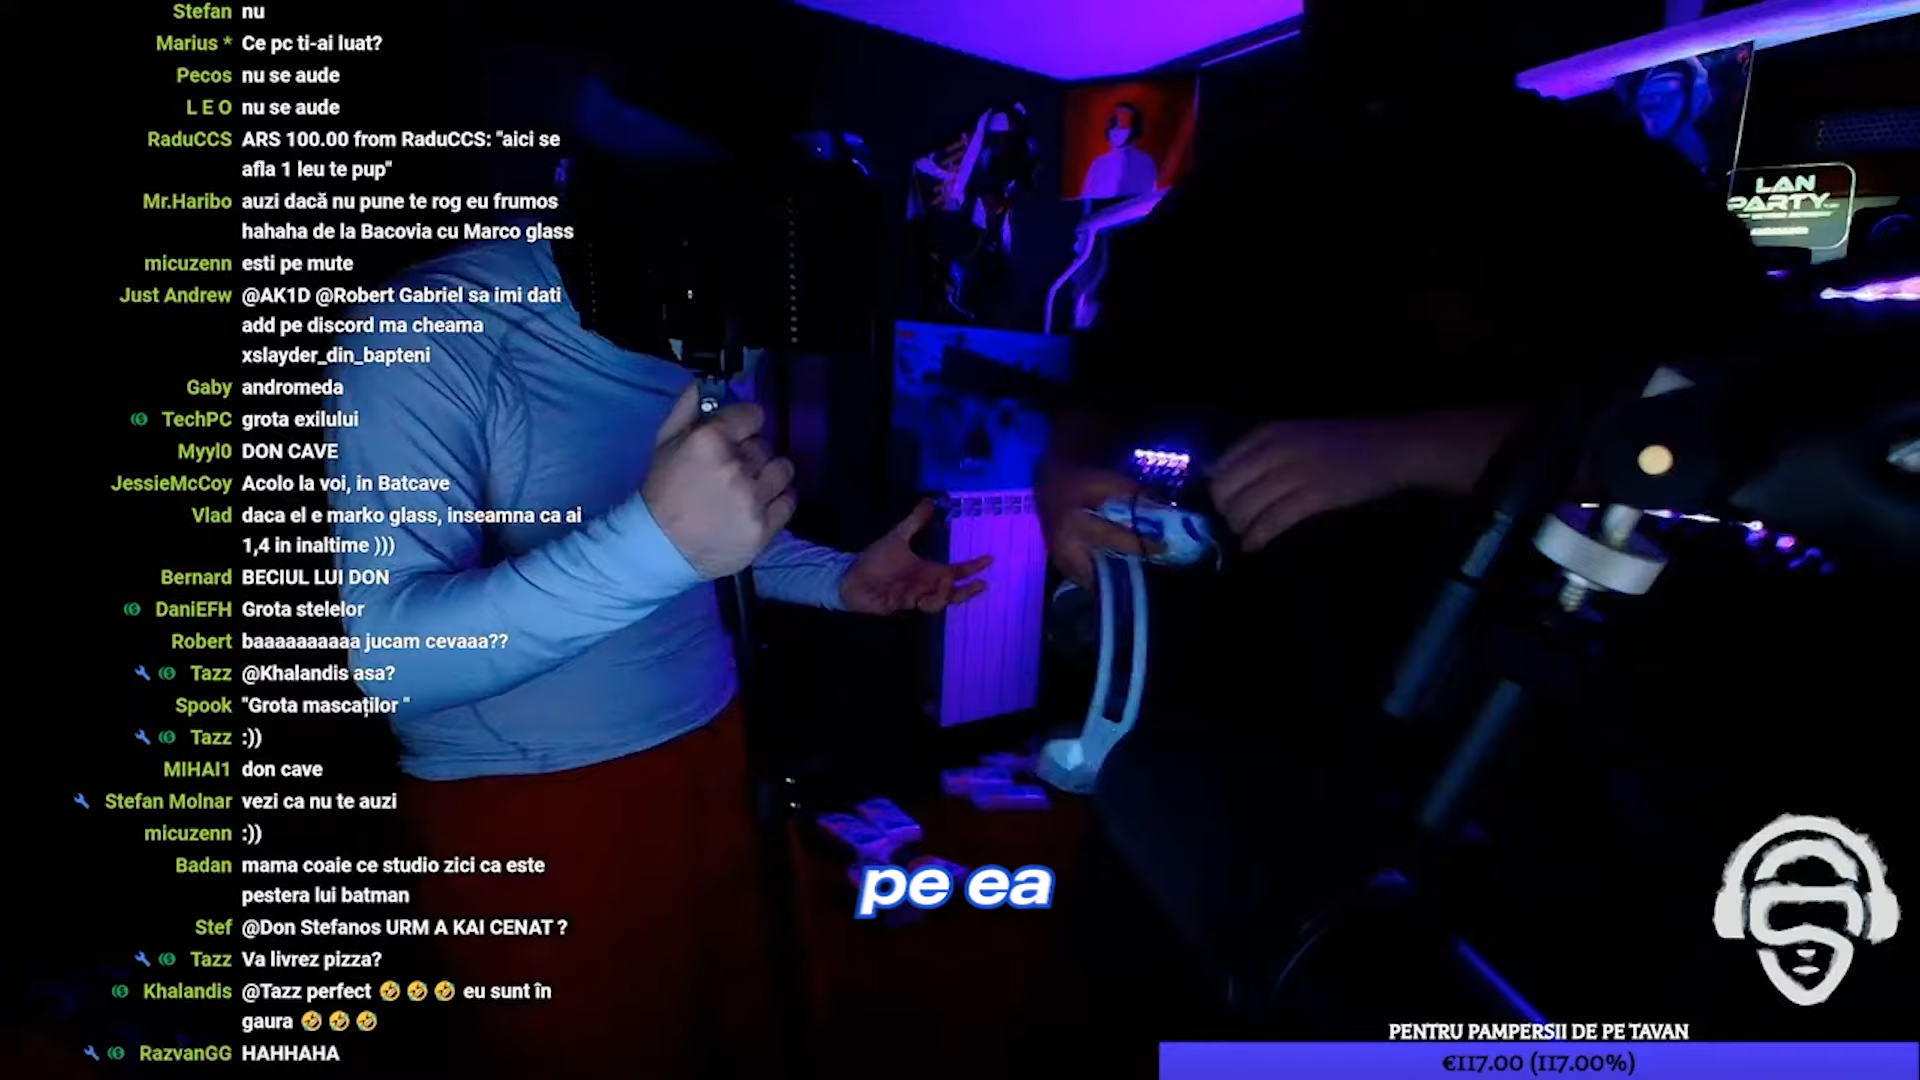 Stefan nu
Marius * Ce pc ti-ai luat?
Pecos nu se aude
L E O nu se aude
RaduCCS ARS 100.00 from RaduCCS: "aici se
afla 1 leu te pup"
Mr.Haribo auzi dacă nu pune te rog eu frumos
hahaha de la Bacovia cu Marco glass
micuzenn esti pe mute
Just Andrew @AK1D @Robert Gabriel sa imi dati
add pe discord ma cheama
xslayder_din_bapteni
Gaby andromeda
TechPC grota exilului
Myyl0 DON CAVE
JessieMcCoy Acolo la voi, in Batcave
Vlad daca el e marko glass, inseamna ca ai
1,4 in inaltime )))
Bernard BECIUL LUI DON
DaniEFH Grota stelelor
Robert baaaaaaaaaa jucam cevaaa??
Tazz @Khalandis asa?
Spook "Grota mascaților "
Tazz :))
MIHAI1 don cave
Stefan Molnar vezi ca nu te auzi
micuzenn :))
Badan mama coaie ce studio zici ca este
pestera lui batman
Stef @Don Stefanos URM A KAI CENAT ?
Tazz Va livrez pizza?
Khalandis @Tazz perfect 🤣 🤣 🤣 eu sunt în
gaura 🤣 🤣 🤣
RazvanGG HAHHAHA
LAN
PARTY
pe ea
PENTRU PAMPERSII DE PE TAVAN
€117.00 (117.00%)